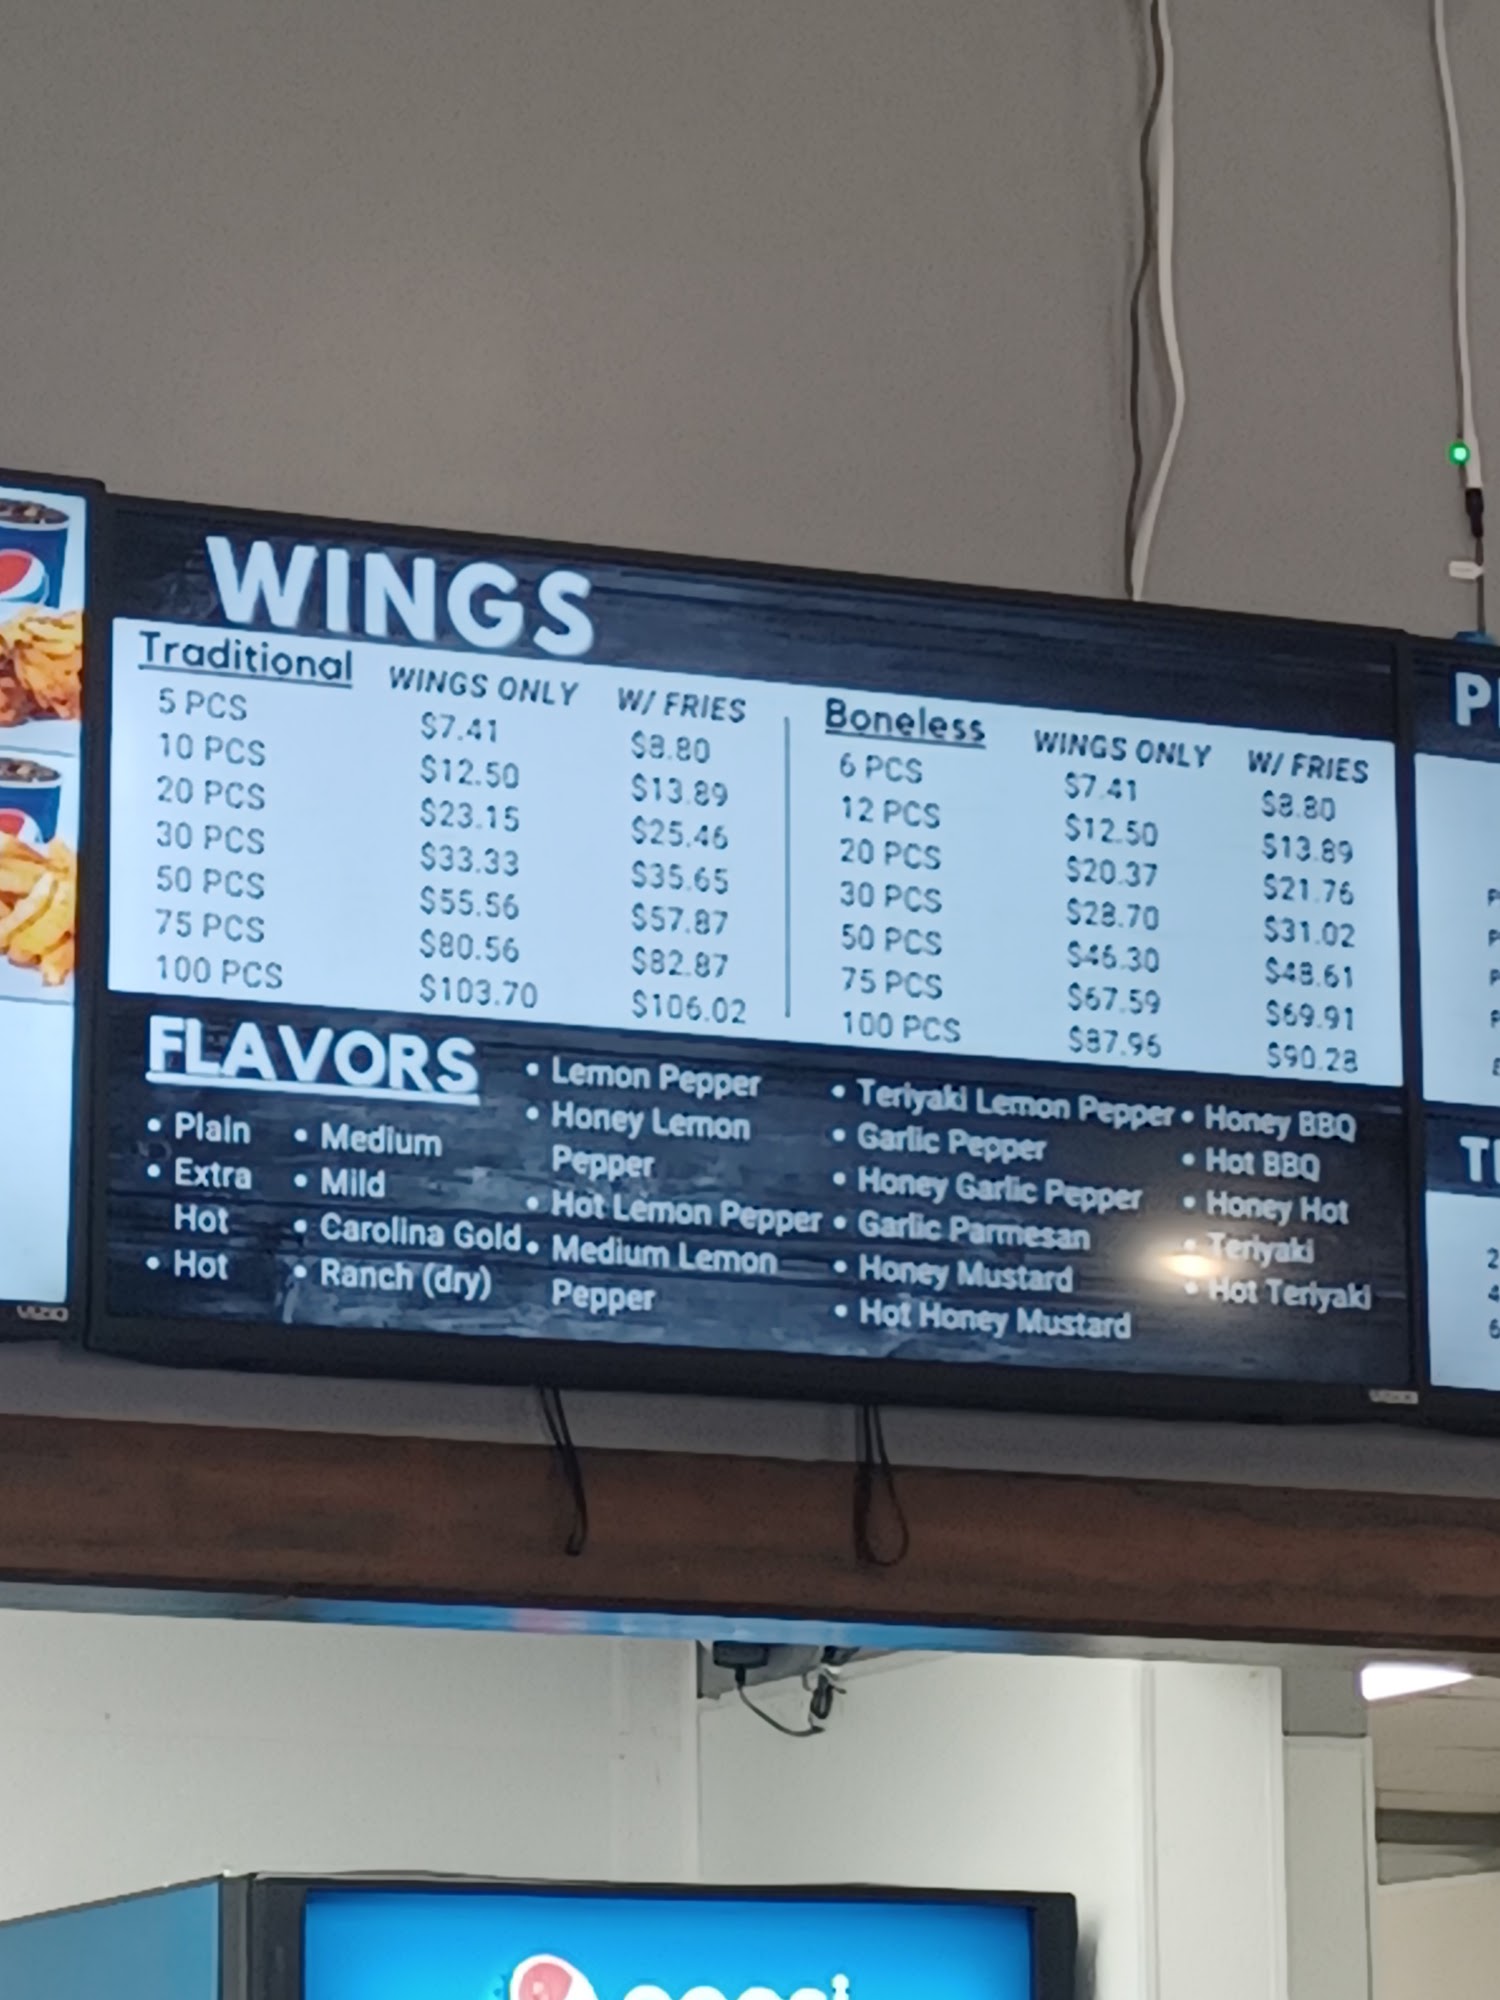 WINGS
Traditional WINGS ONLY W/ FRIES
5 PCS $7.41 $8.80
10 PCS $12.50 $13.89
20 PCS $23.15 $25.46
30 PCS $33.33 $35.65
50 PCS $55.56 $57.87
75 PCS $80.56 $82.87
100 PCS $103.70 $106.02
Boneless WINGS ONLY W/ FRIES
6 PCS $7.41 $8.80
12 PCS $12.50 $13.89
20 PCS $20.37 $21.76
30 PCS $28.70 $31.02
50 PCS $46.30 $48.61
75 PCS $67.59 $69.91
100 PCS $87.96 $90.28
FLAVORS
• Plain
• Extra
Hot
• Hot
• Medium
• Mild
• Carolina Gold
• Ranch (dry)
• Lemon Pepper
• Honey Lemon
Pepper
• Hot Lemon Pepper
• Medium Lemon
Pepper
• Teriyaki Lemon Pepper
• Garlic Pepper
• Honey Garlic Pepper
• Garlic Parmesan
• Honey Mustard
• Hot Honey Mustard
• Honey BBQ
• Hot BBQ
• Honey Hot
• Teriyaki
• Hot Teriyaki
VIZIO
VIZIO
pepsi